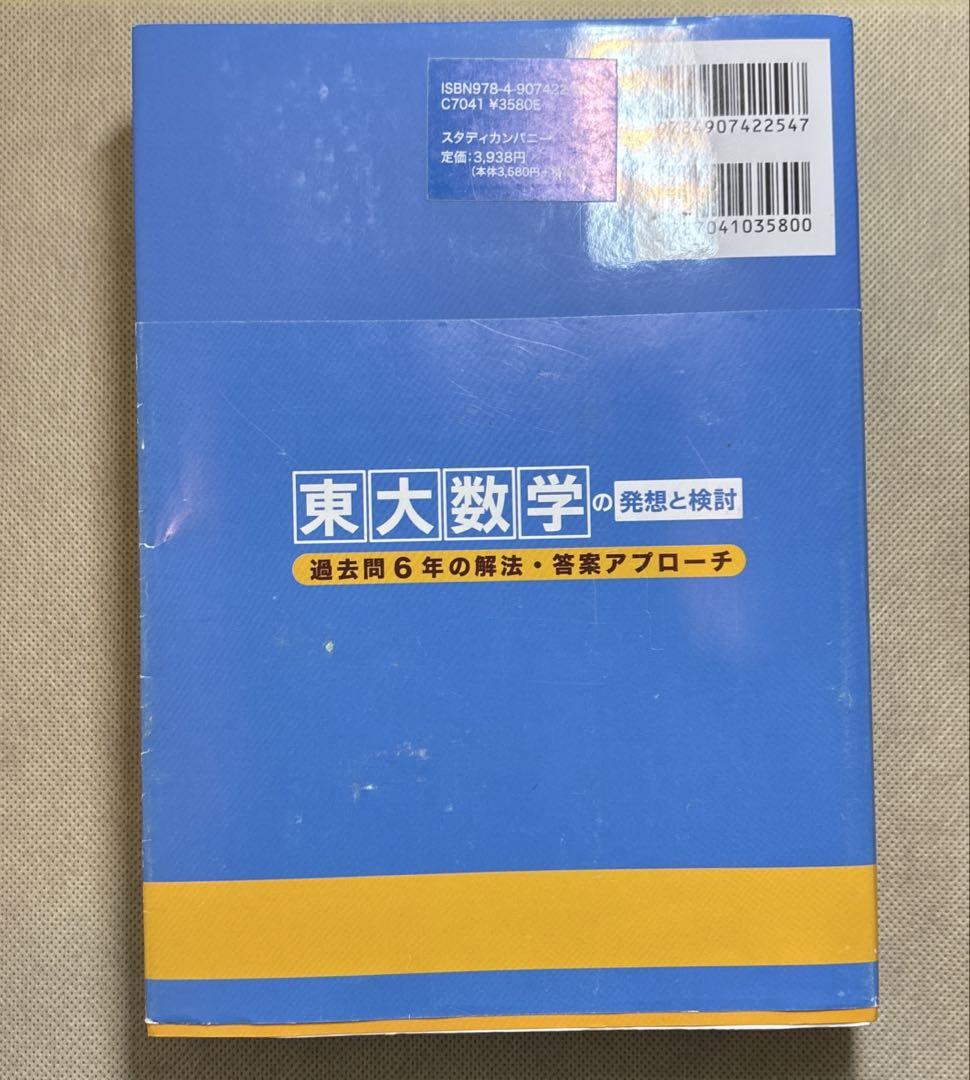 ISBN978-4-907422
C7041 ¥3580E
スタディカンパニー
定価:3,938円
(本体3,580円+
784907422547
7041035800
東大数学の発想と検討
過去問6年の解法・答案アプローチ